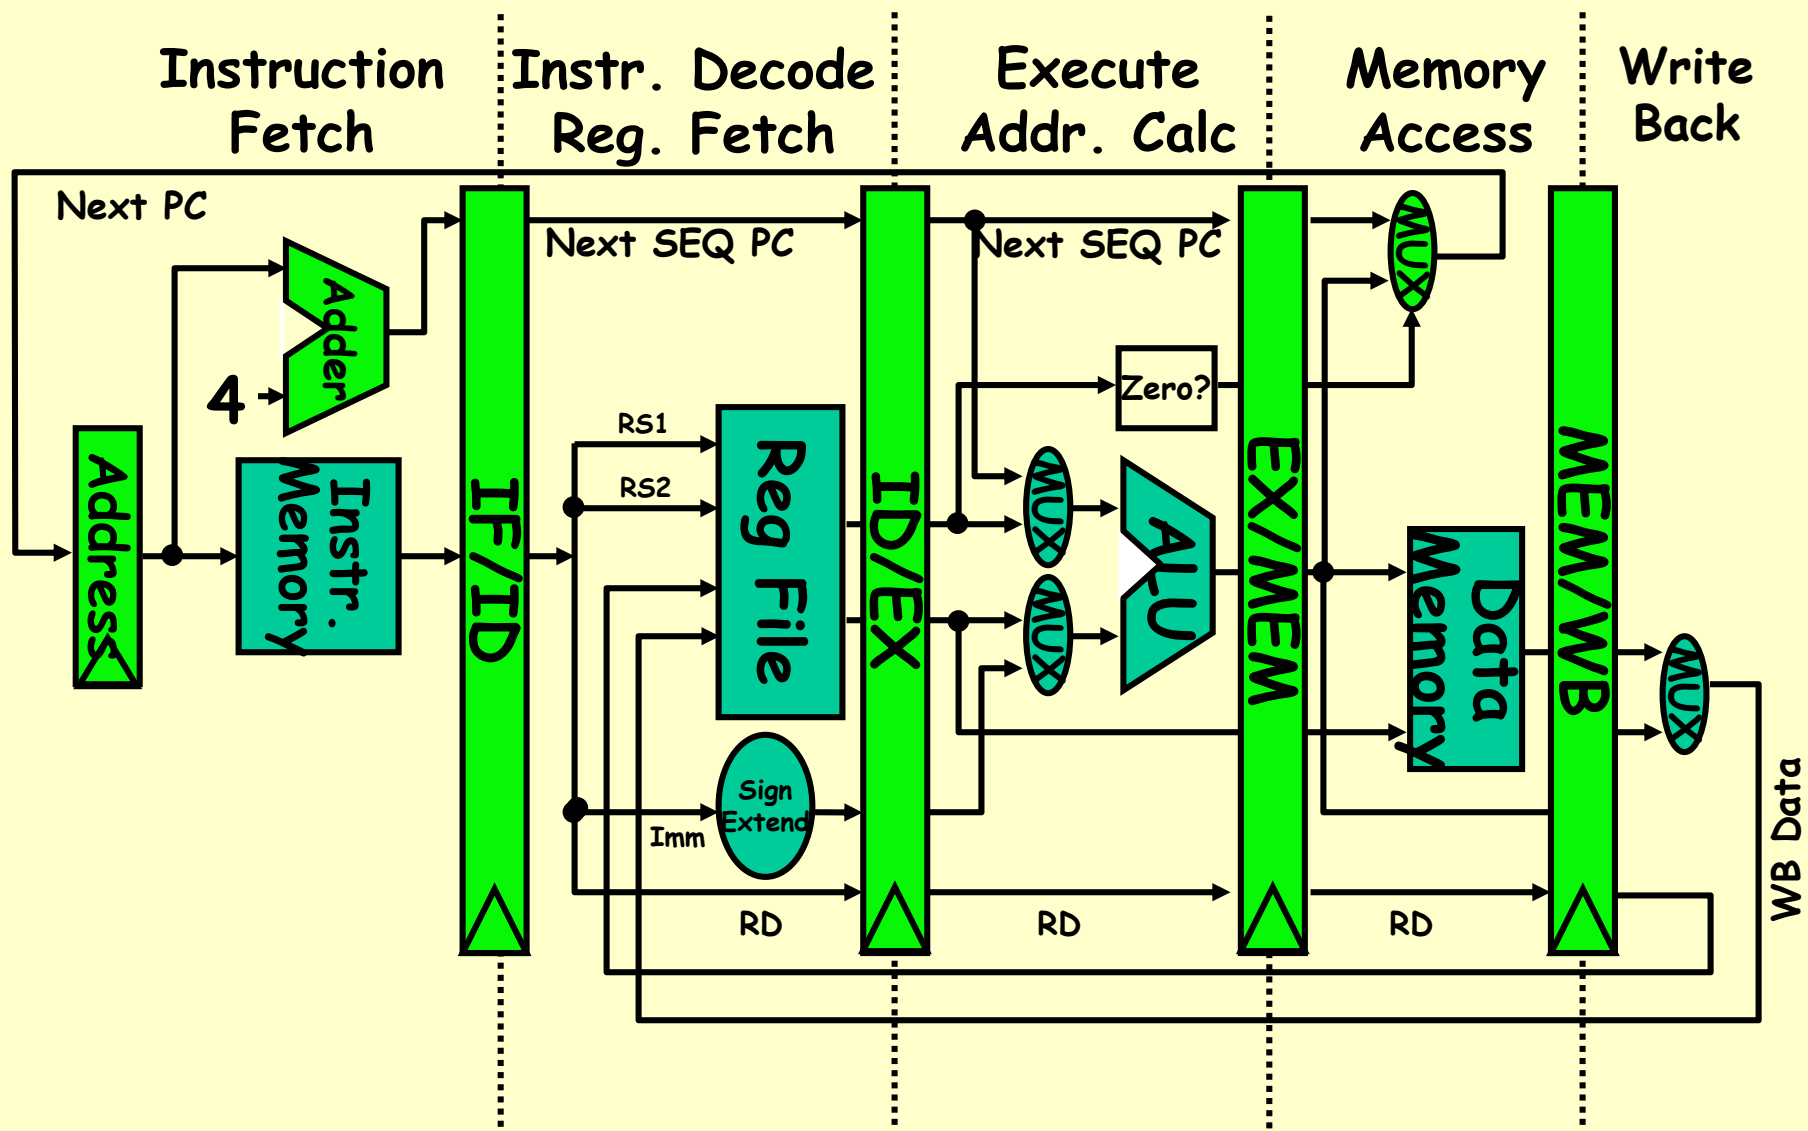 Instruction
Fetch
Instr. Decode
Reg. Fetch
Execute
Addr. Calc
Memory
Access
Write
Back
Next PC
Next SEQ PC
Next SEQ PC
MUX
Adder
4
Zero?
RS1
RS2
Address
Instr.
Memory
IF/ID
Reg File
ID/EX
MUX
MUX
ALU
EX/MEM
Data
Memory
MEM/WB
MUX
Sign
Extend
Imm
WB Data
RD
RD
RD